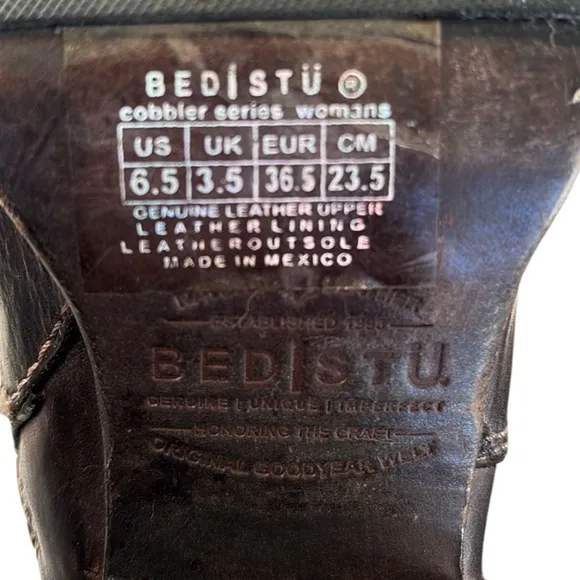 BED|STÜ ®
cobbler series womans
US UK EUR CM
6.5 3.5 36.5 23.5
GENUINE LEATHER UPPER
LEATHER LINING
LEATHER OUTSOLE
MADE IN MEXICO
ESTABLISHED
BED|STÜ.
GENUINE | UNIQUE | IMPERFECT
HONORING THE CRAFT
ORIGINAL GOODYEAR WELT